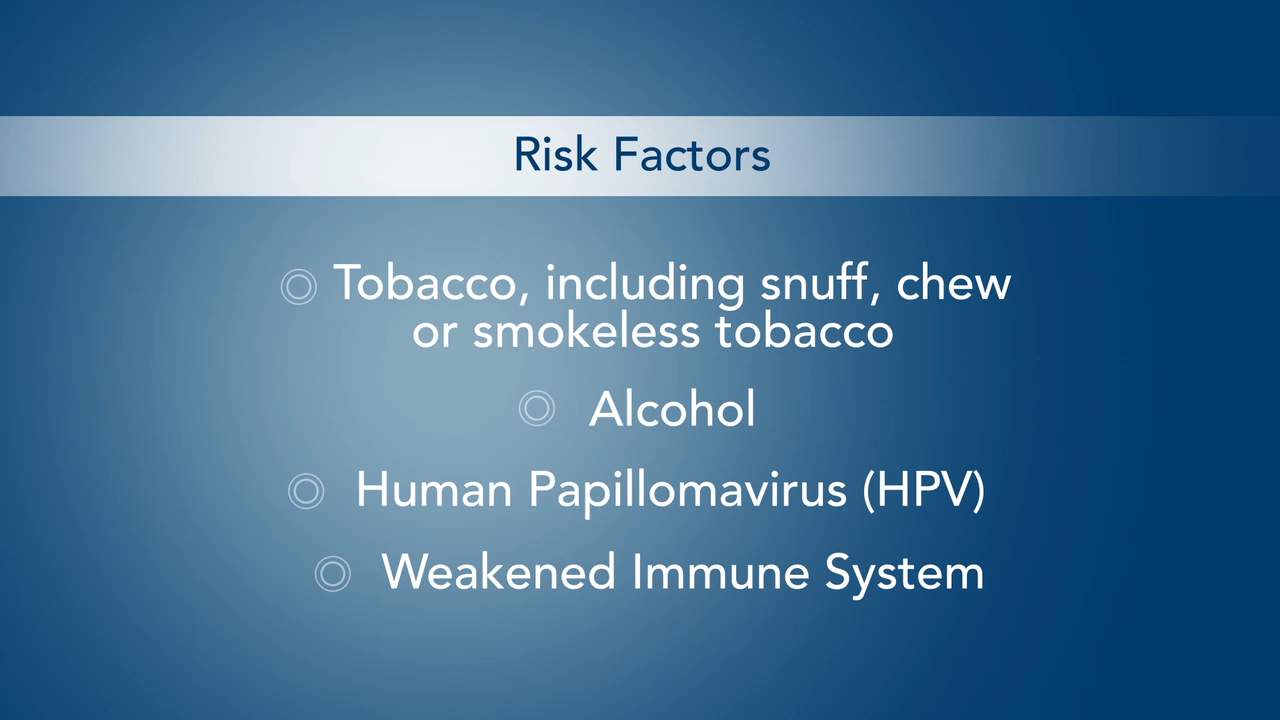 Risk Factors
Tobacco, including snuff, chew
or smokeless tobacco
Alcohol
Human Papillomavirus (HPV)
Weakened Immune System